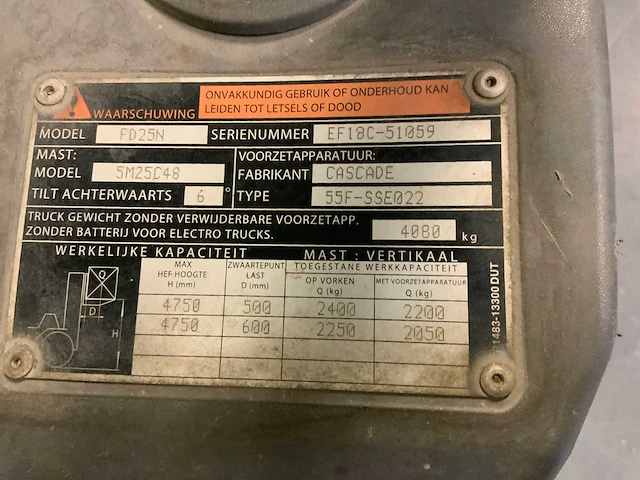 WAARSCHUWING
ONVAKKUNDIG GEBRUIK OF ONDERHOUD KAN
LEIDEN TOT LETSELS OF DOOD
MODEL FD25N SERIENUMMER EF18C-51059
MAST: VOORZETAPPARATUUR:
MODEL 5M25C48 FABRIKANT CASCADE
TILT ACHTERWAARTS 6 ° TYPE 55F-SSE022
TRUCK GEWICHT ZONDER VERWIJDERBARE VOORZETAPP.
ZONDER BATTERIJ VOOR ELECTRO TRUCKS. 4080 kg
WERKELIJKE KAPACITEIT MAST : VERTIKAAL
MAX HEF HOOGTE H (mm) ZWAARTEPUNT LAST D (mm) TOEGESTANE WERKKAPACITEIT
OP VORKEN Q (kg) MET VOORZETAPPARATUUR Q (kg)
4750 500 2400 2200
4750 600 2250 2050
Q
D
H
91483-13300 DUT